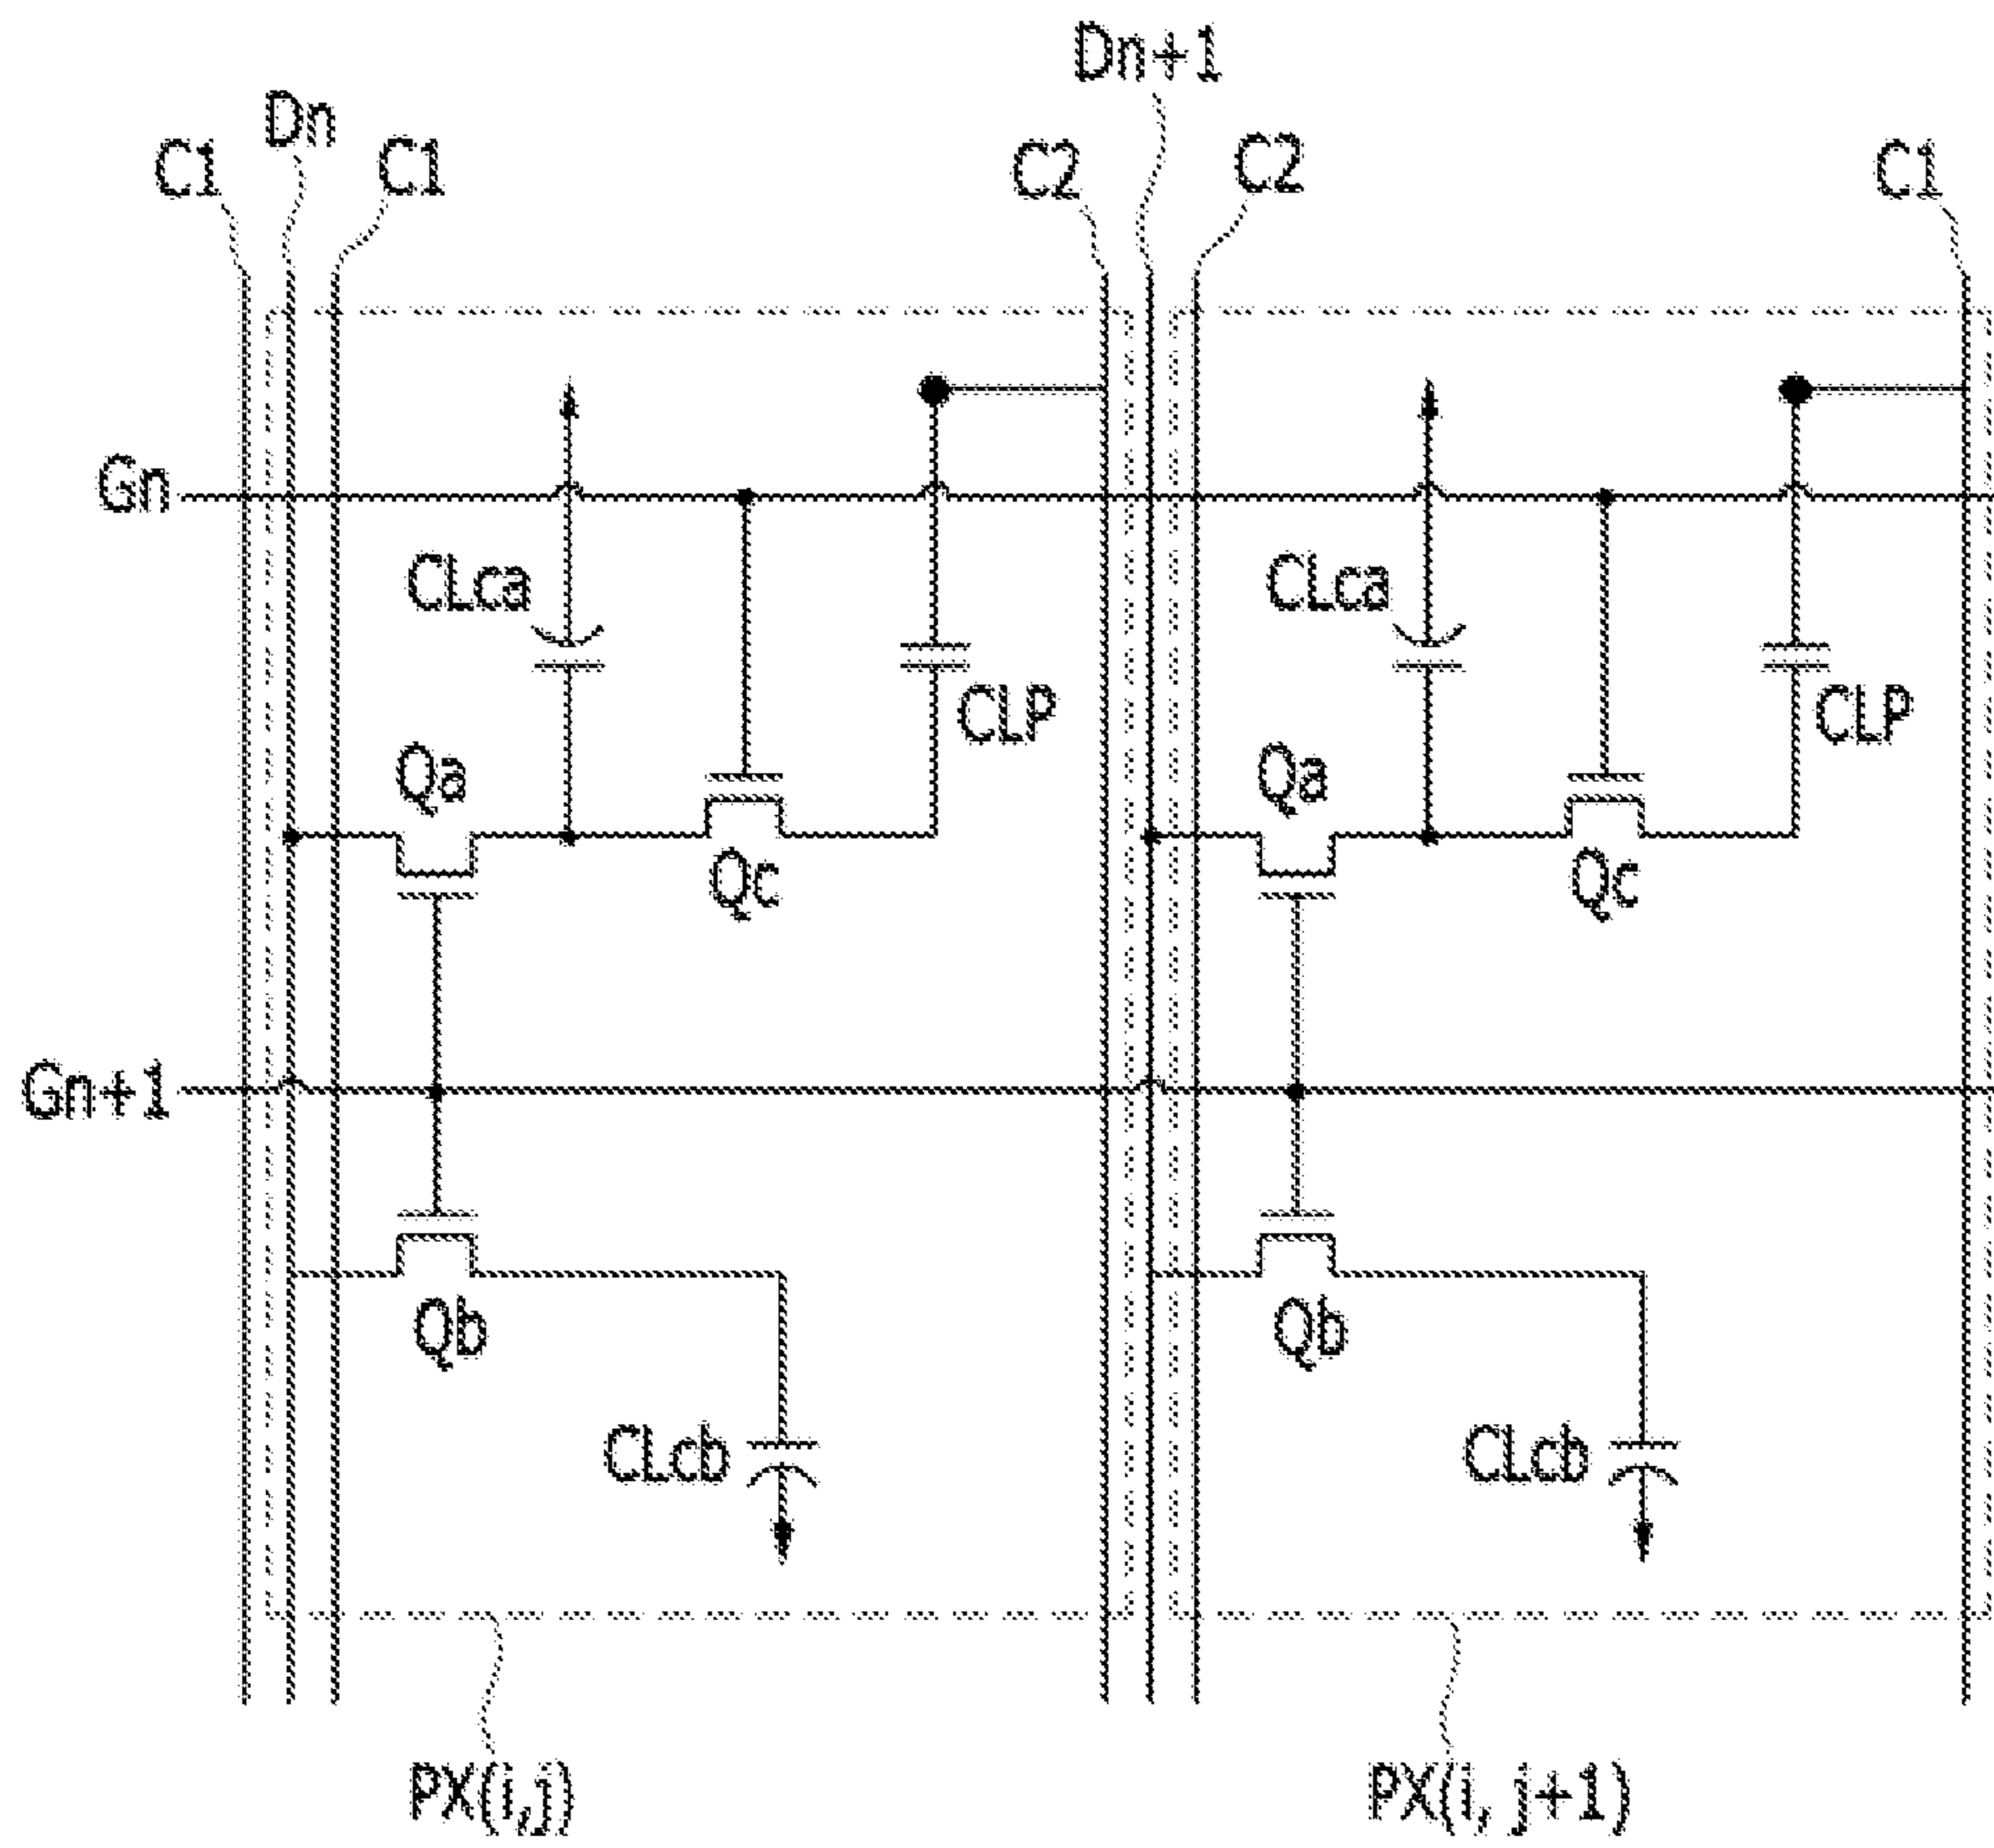 Dn+1
Dn
C1
C1
C2
C2
C1
Gn
CLca
CLca
CLP
CLP
Qa
Qa
Qc
Qc
Gn+1
Qb
Qb
CLcb
CLcb
PX(i,j)
PX(i, j+1)